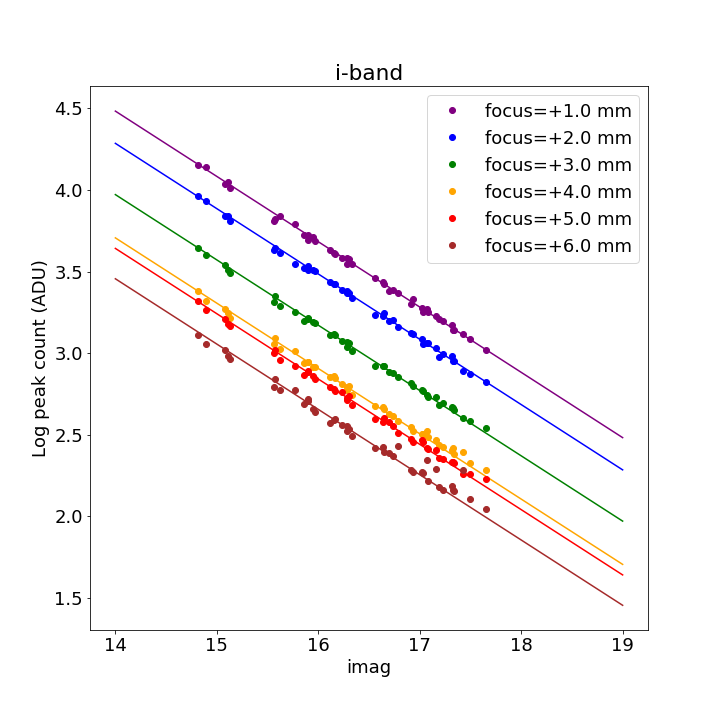 i-band
Log peak count (ADU)
4.5
4.0
3.5
3.0
2.5
2.0
1.5
focus=+1.0 mm
focus=+2.0 mm
focus=+3.0 mm
focus=+4.0 mm
focus=+5.0 mm
focus=+6.0 mm
14 15 16 17 18 19
imag